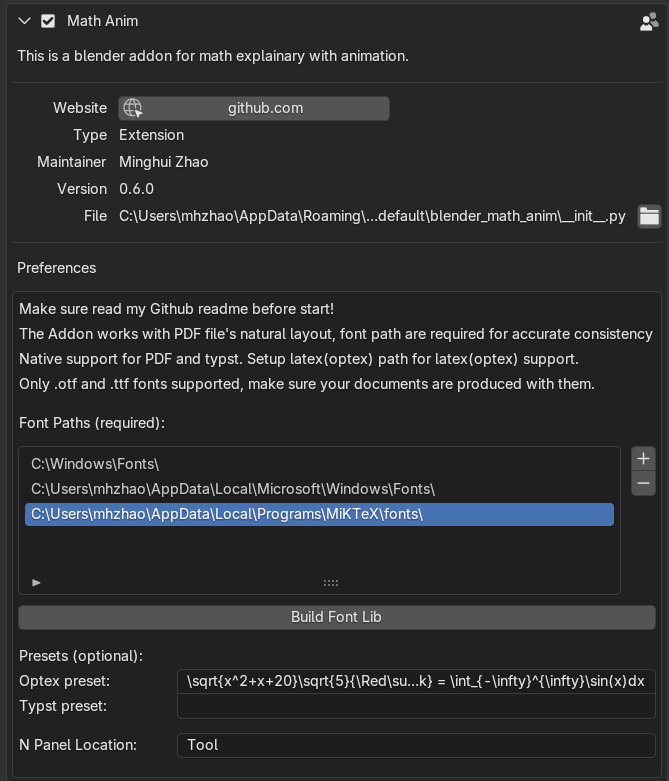 Math Anim
This is a blender addon for math explainary with animation.
Website github.com
Type Extension
Maintainer Minghui Zhao
Version 0.6.0
File C:\Users\mhzhao\AppData\Roaming\...default\blender_math_anim\__init__.py
Preferences
Make sure read my Github readme before start!
The Addon works with PDF file's natural layout, font path are required for accurate consistency
Native support for PDF and typst. Setup latex(optex) path for latex(optex) support.
Only .otf and .ttf fonts supported, make sure your documents are produced with them.
Font Paths (required):
C:\Windows\Fonts\
C:\Users\mhzhao\AppData\Local\Microsoft\Windows\Fonts\
C:\Users\mhzhao\AppData\Local\Programs\MiKTeX\fonts\
Build Font Lib
Presets (optional):
Optex preset: \sqrt{x^2+x+20}\sqrt{5}{\Red\su...k} = \int_{-\infty}^{\infty}\sin(x)dx
Typst preset:
N Panel Location: Tool